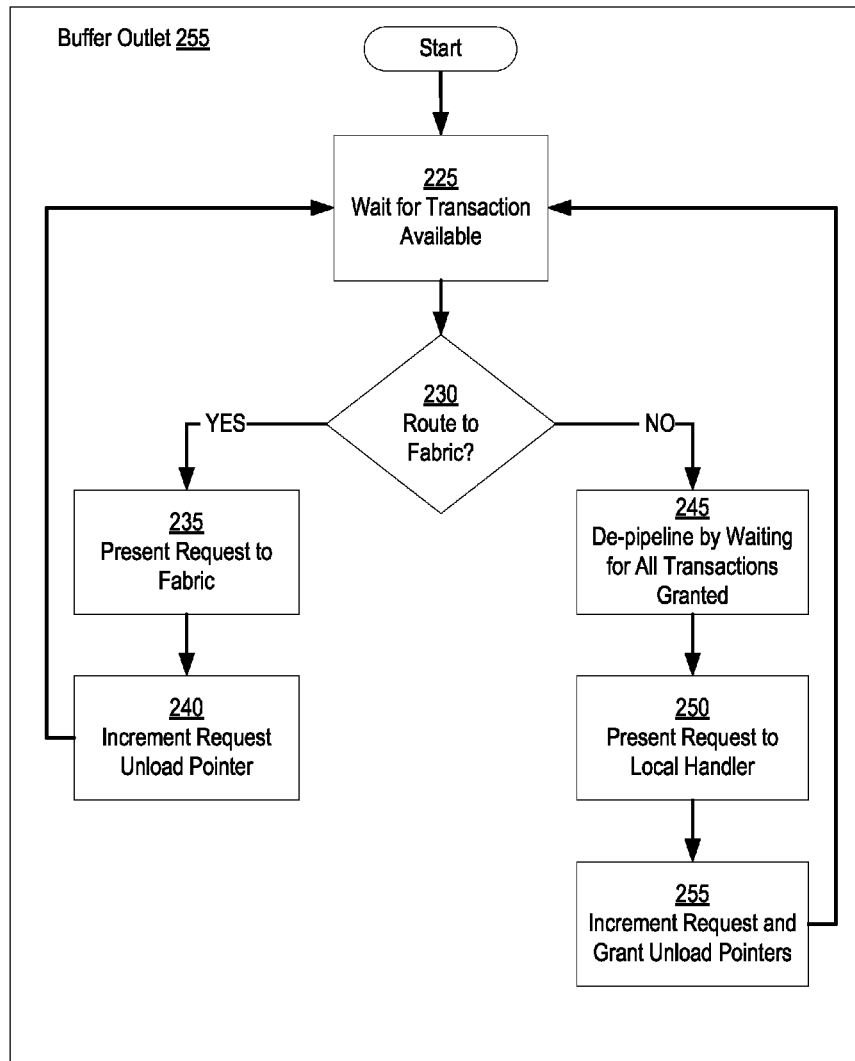 Buffer Outlet 255
Start
225
Wait for Transaction
Available
230
Route to
Fabric?
YES
NO
235
Present Request to
Fabric
245
De-pipeline by Waiting
for All Transactions
Granted
240
Increment Request
Unload Pointer
250
Present Request to
Local Handler
255
Increment Request and
Grant Unload Pointers